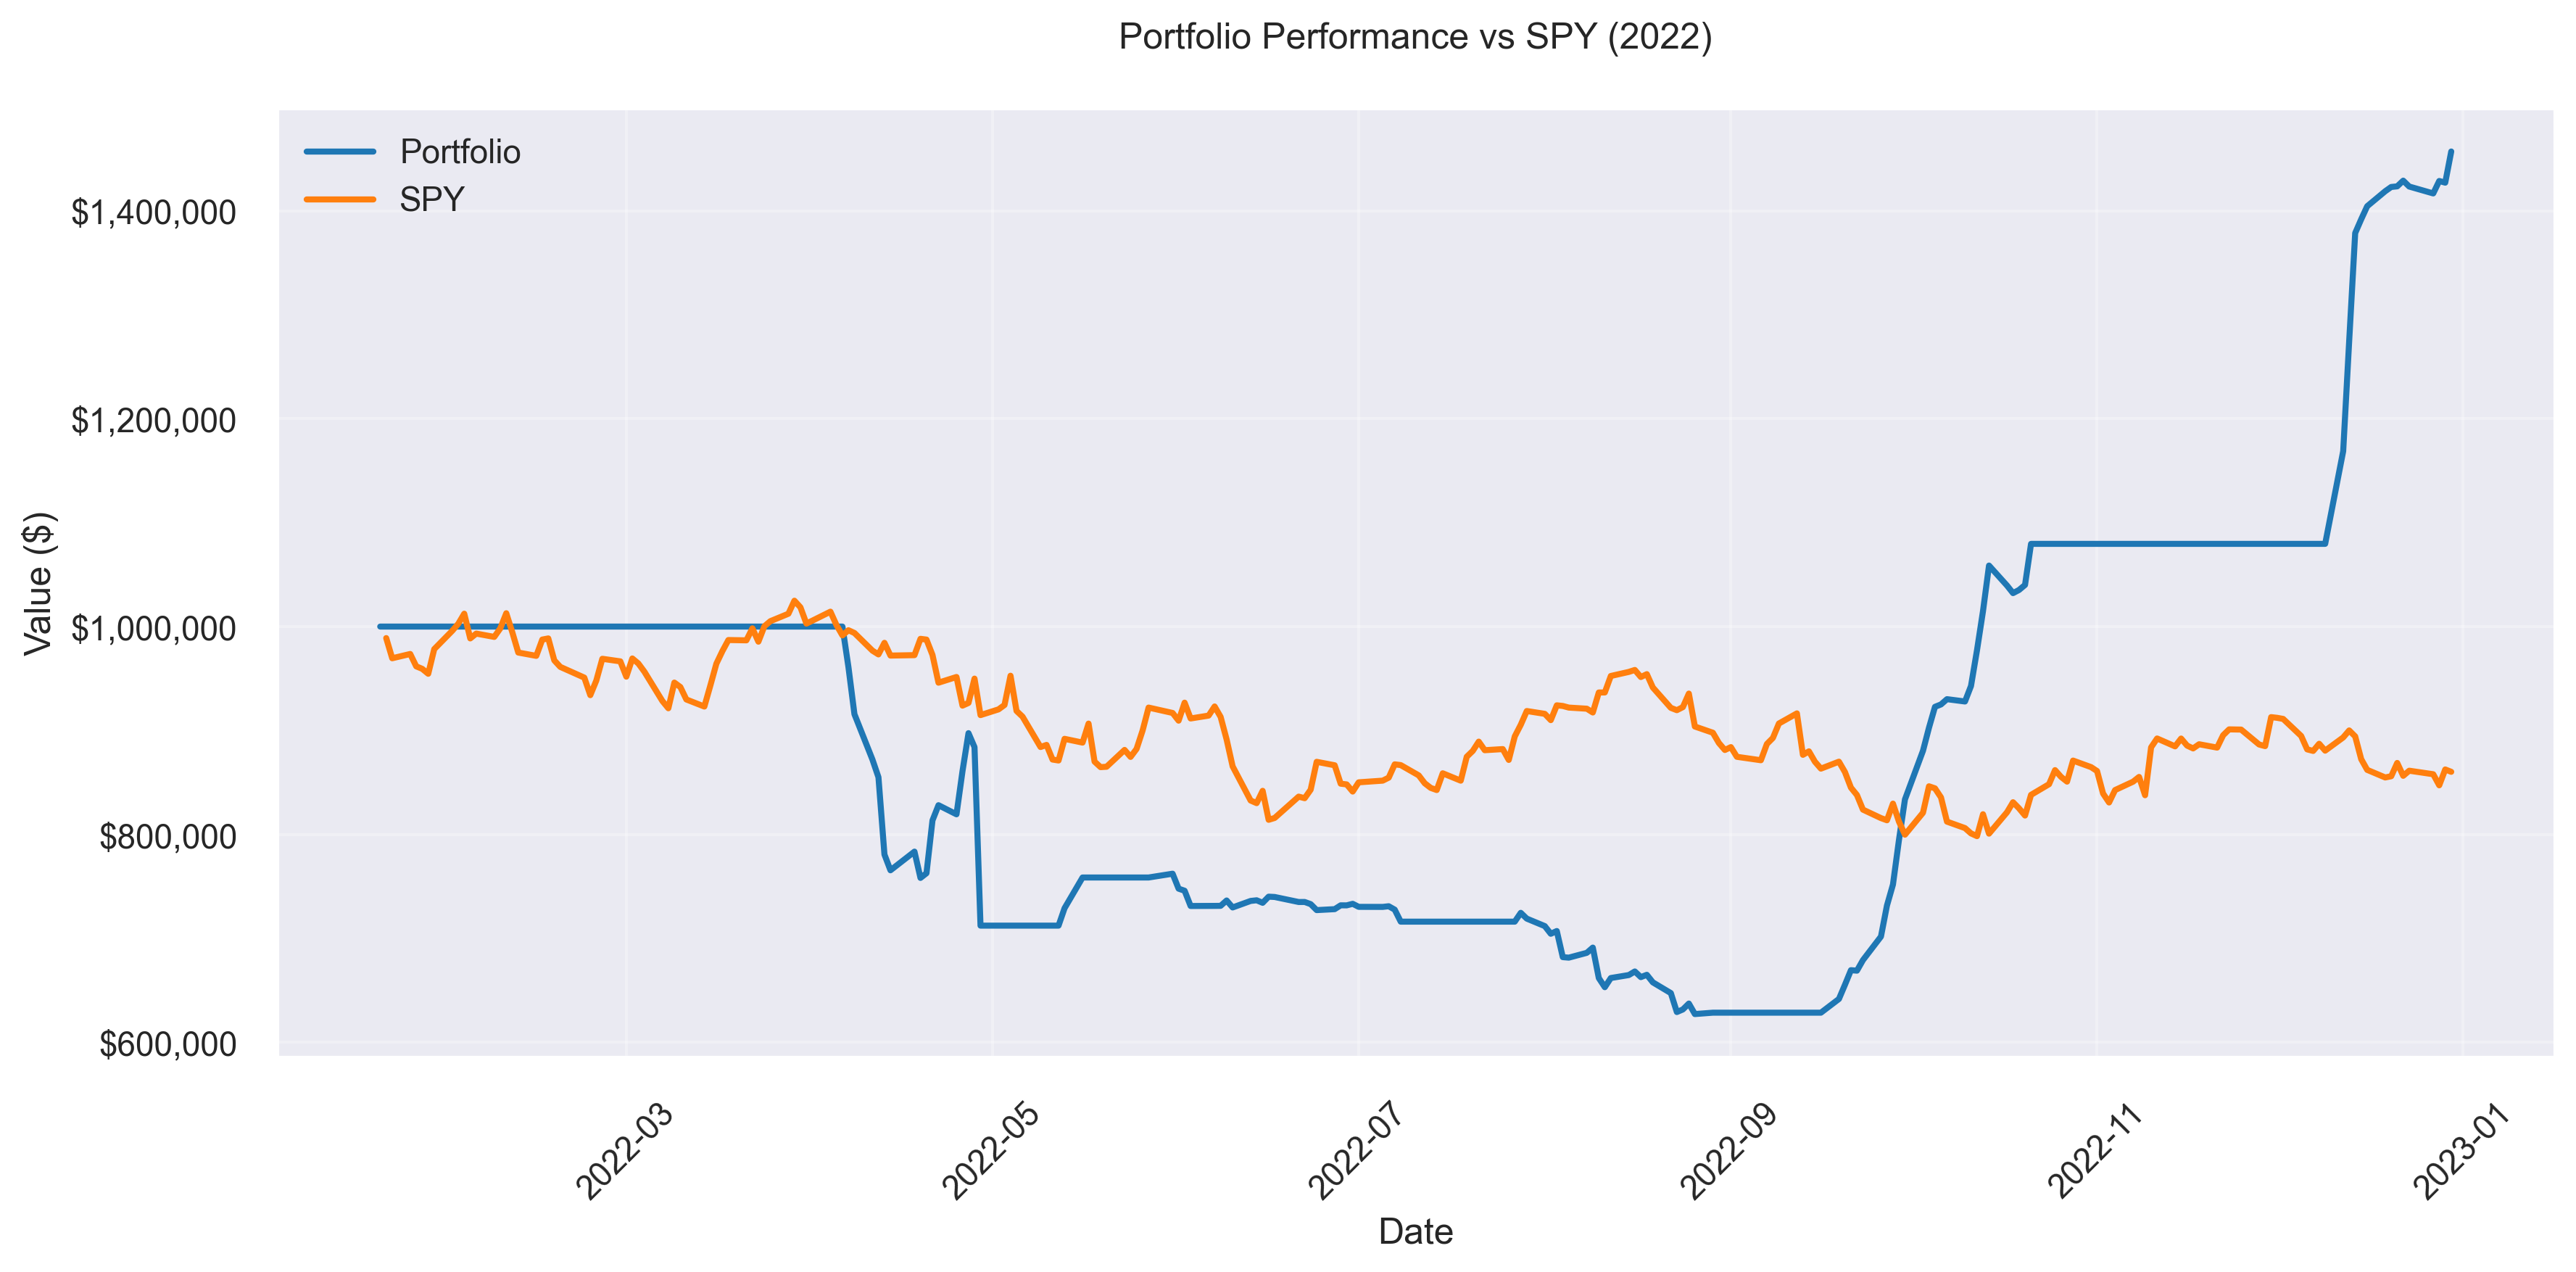 Portfolio Performance vs SPY (2022)
Portfolio
SPY
$1,400,000
$1,200,000
$1,000,000
$800,000
$600,000
Value ($)
2022-03
2022-05
2022-07
2022-09
2022-11
2023-01
Date